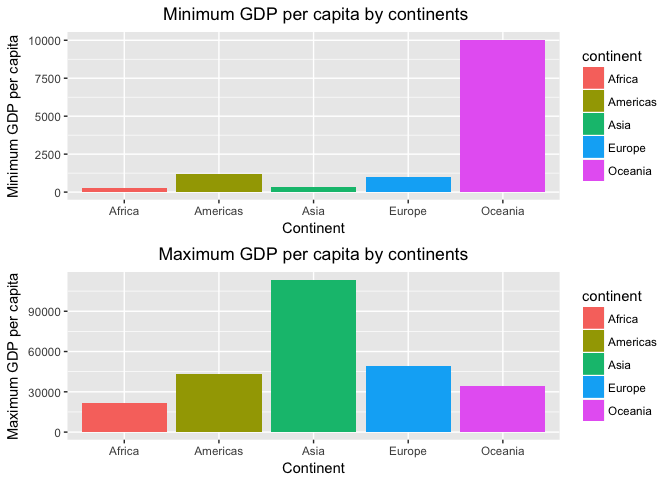 Minimum GDP per capita by continents
Minimum GDP per capita
10000
7500
5000
2500
0
Africa
Americas
Asia
Europe
Oceania
Continent
continent
Africa
Americas
Asia
Europe
Oceania
Maximum GDP per capita by continents
Maximum GDP per capita
90000
60000
30000
0
Africa
Americas
Asia
Europe
Oceania
Continent
continent
Africa
Americas
Asia
Europe
Oceania